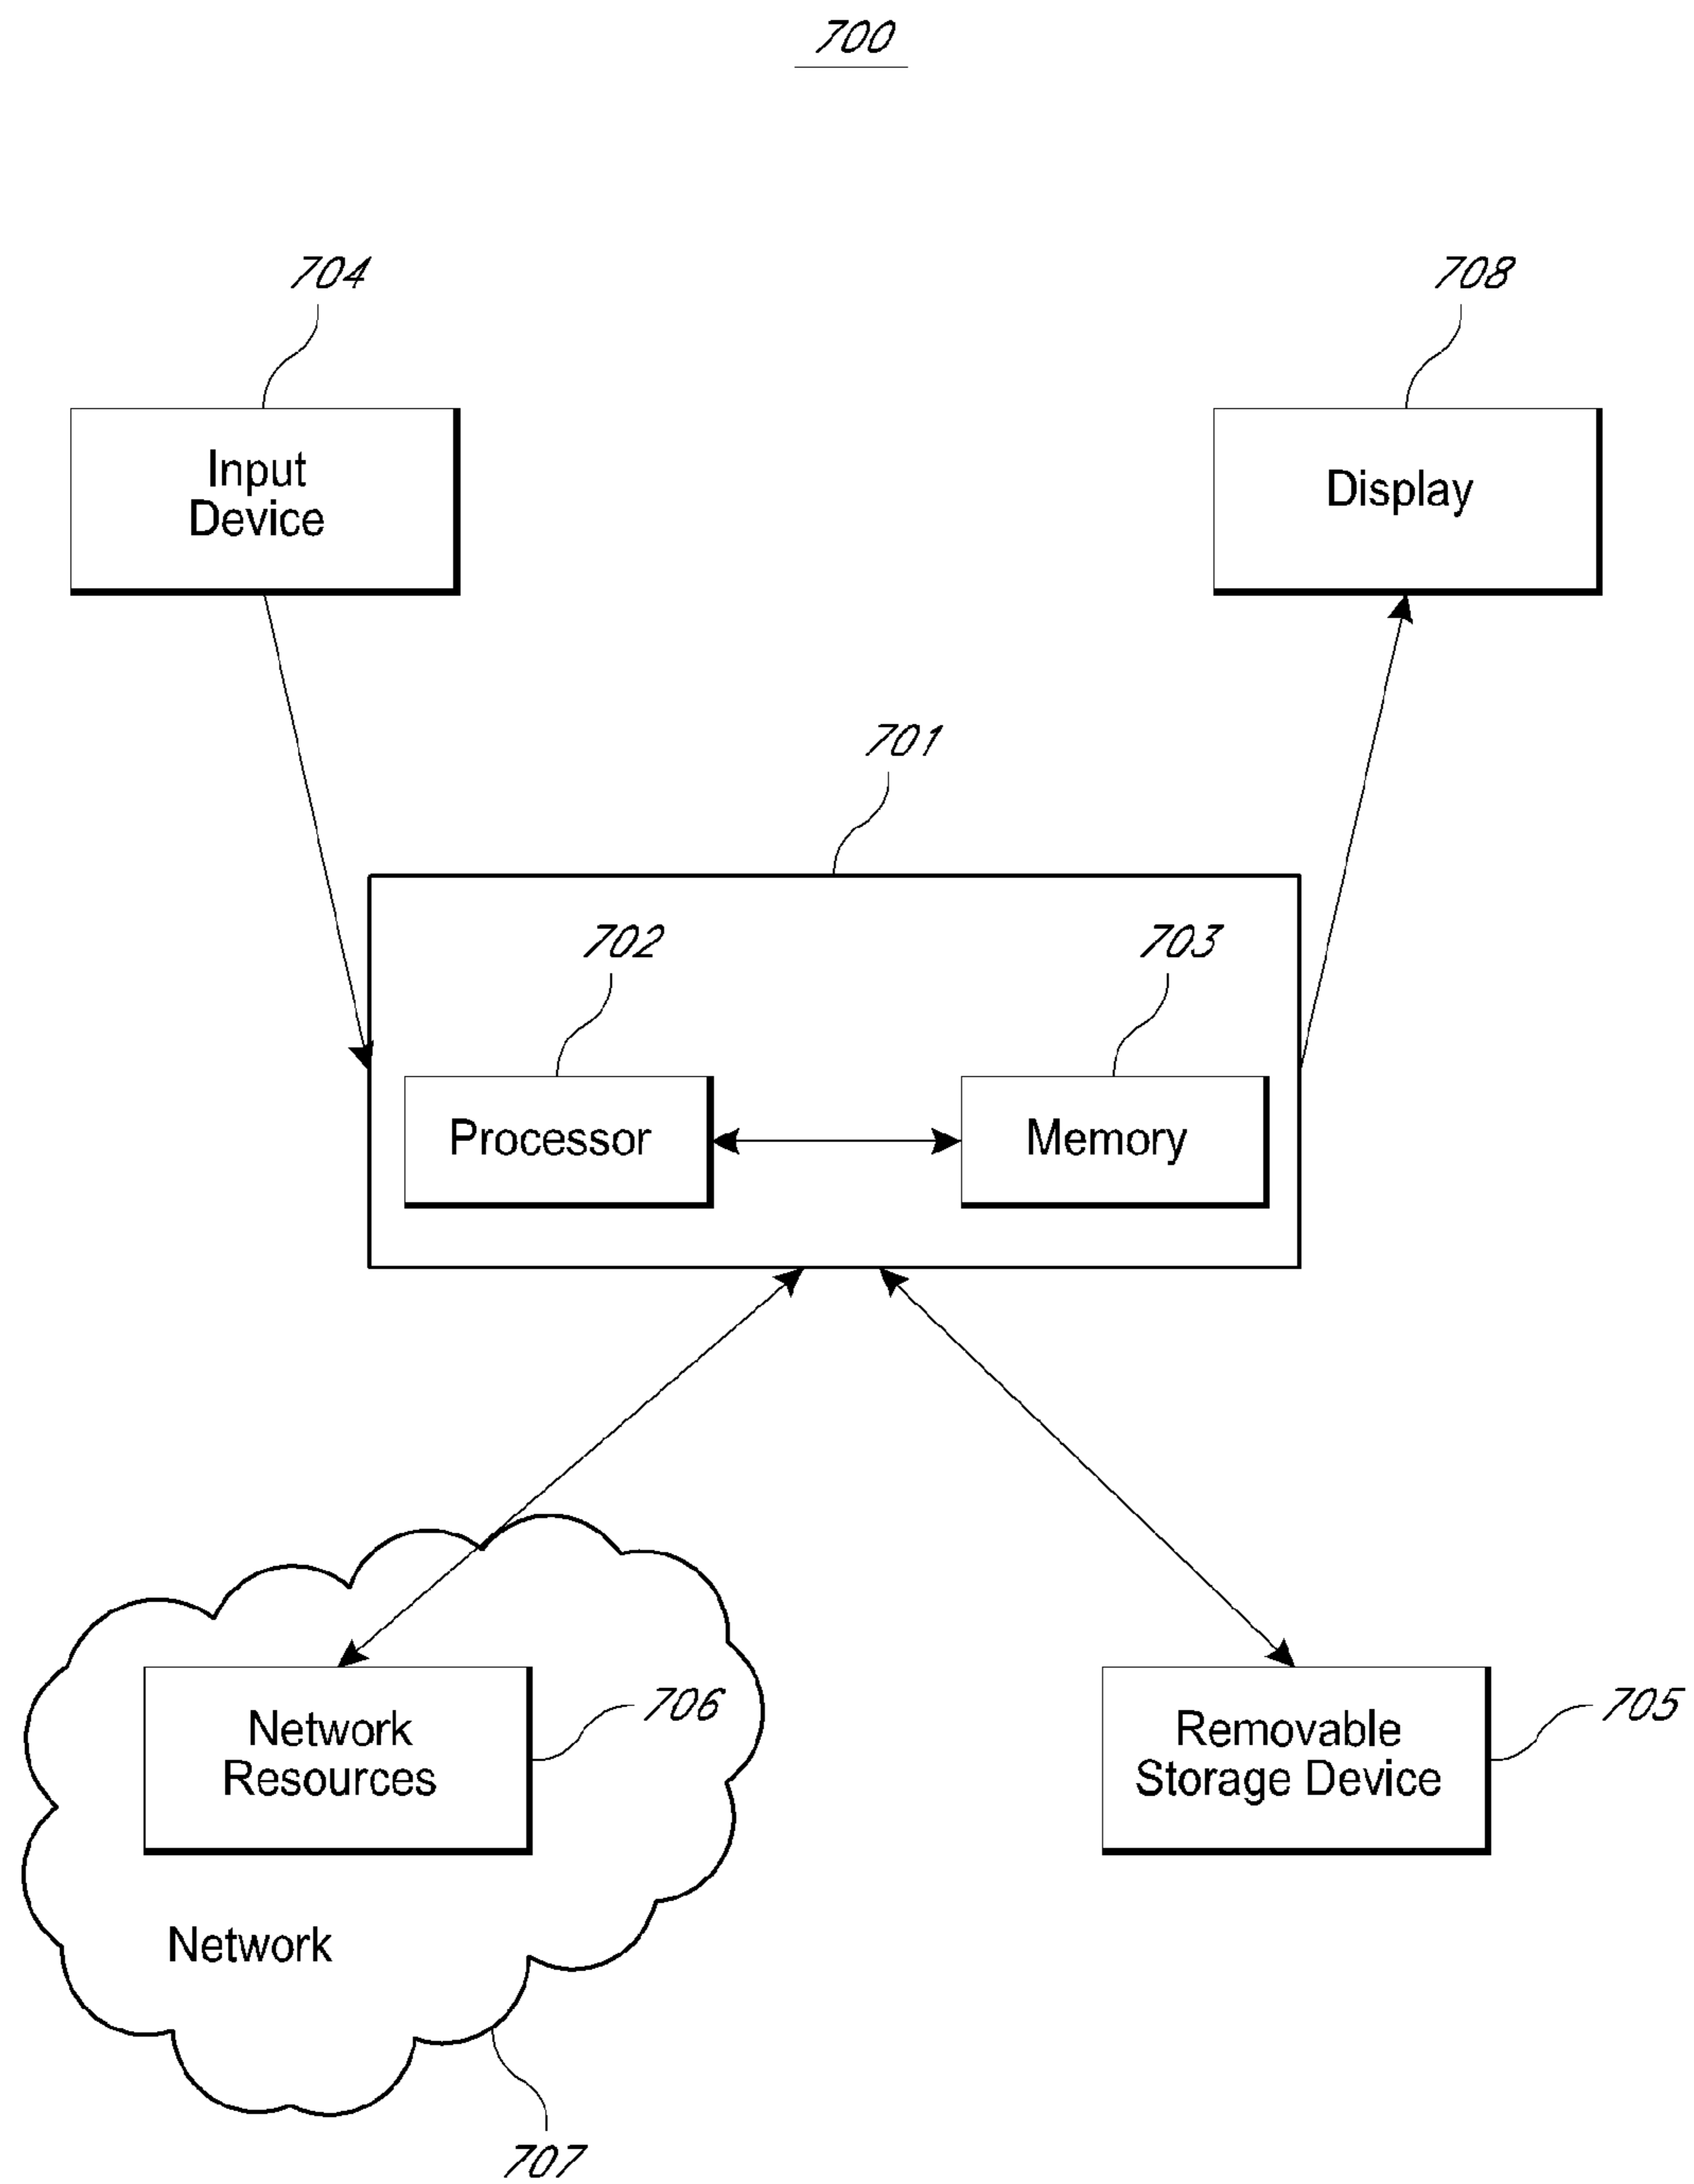 700
704
708
Input
Device
Display
701
702
703
Processor
Memory
Network
Resources
706
Removable
Storage Device
705
Network
707